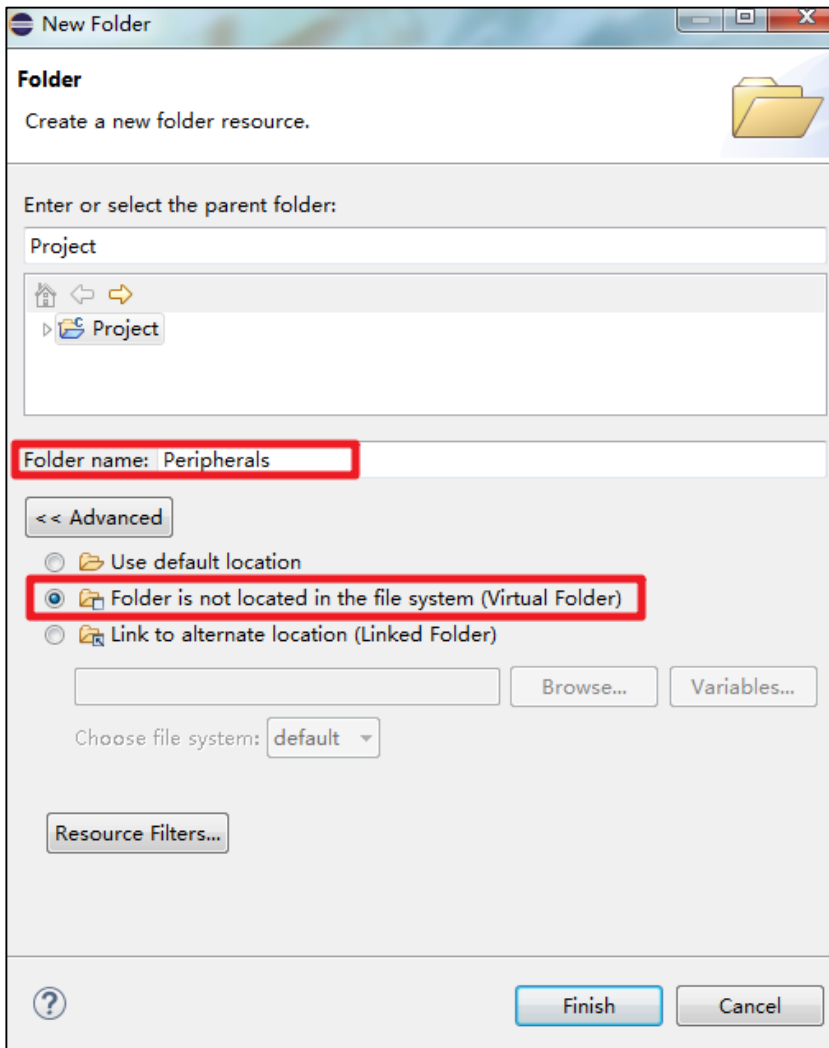 New Folder
Folder
Create a new folder resource.
Enter or select the parent folder:
Project
Project
Folder name: Peripherals
<< Advanced
Use default location
Folder is not located in the file system (Virtual Folder)
Link to alternate location (Linked Folder)
Browse... Variables...
Choose file system: default
Resource Filters...
? Finish Cancel